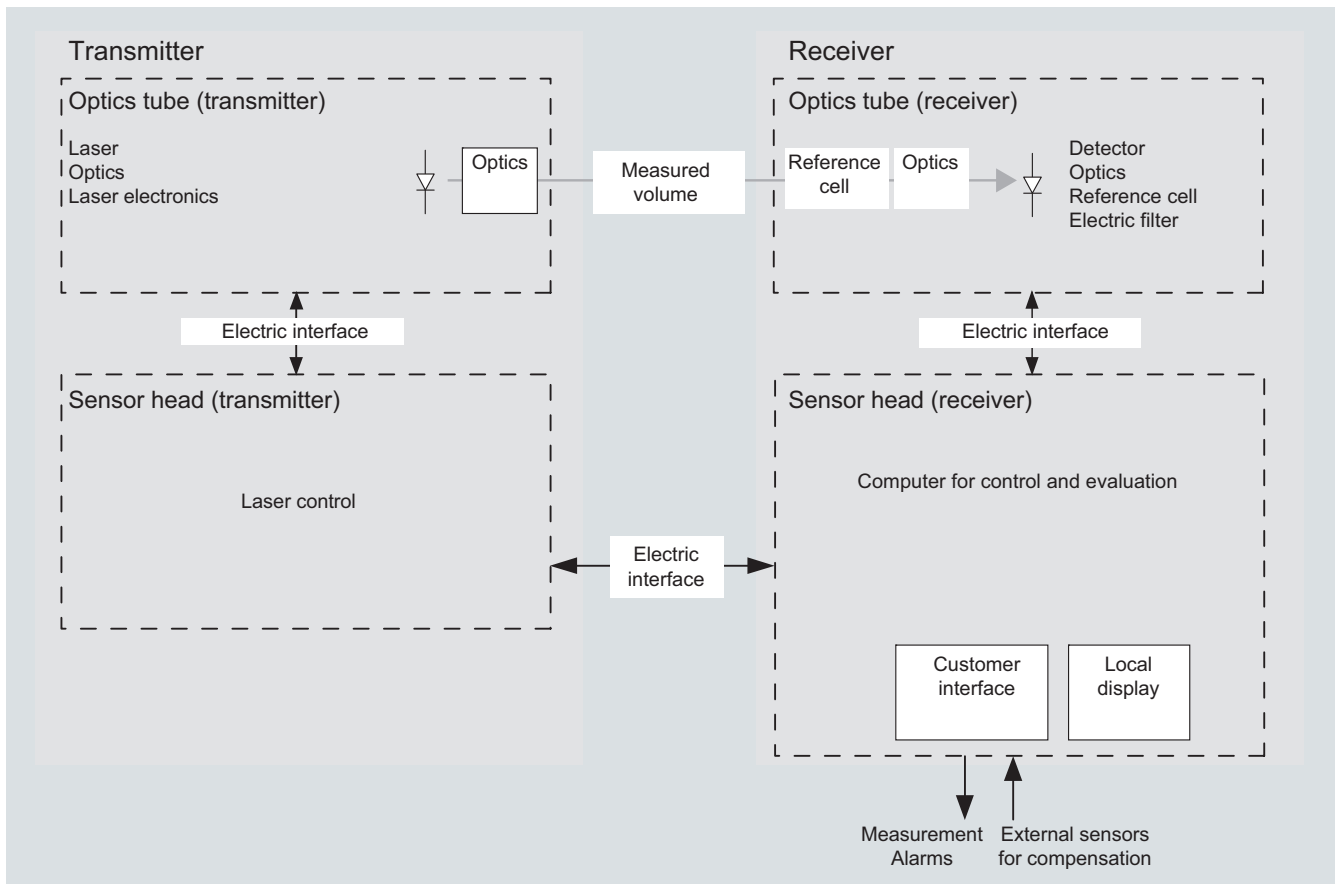 Transmitter
Optics tube (transmitter)
Laser
Optics
Laser electronics
Optics
Measured
volume
Receiver
Optics tube (receiver)
Reference
cell
Optics
Detector
Optics
Reference cell
Electric filter
Electric interface
Electric interface
Sensor head (transmitter)
Laser control
Electric
interface
Sensor head (receiver)
Computer for control and evaluation
Customer
interface
Local
display
Measurement
Alarms
External sensors
for compensation